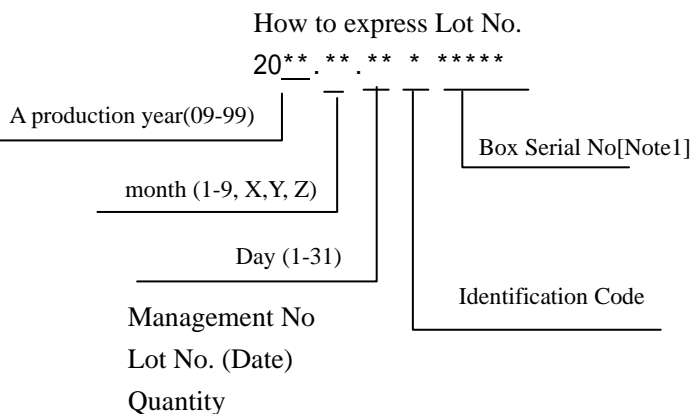 How to express Lot No.
20**.**.** * *****
A production year(09-99)
Box Serial No[Note1]
month (1-9, X,Y, Z)
Day (1-31)
Identification Code
Management No
Lot No. (Date)
Quantity